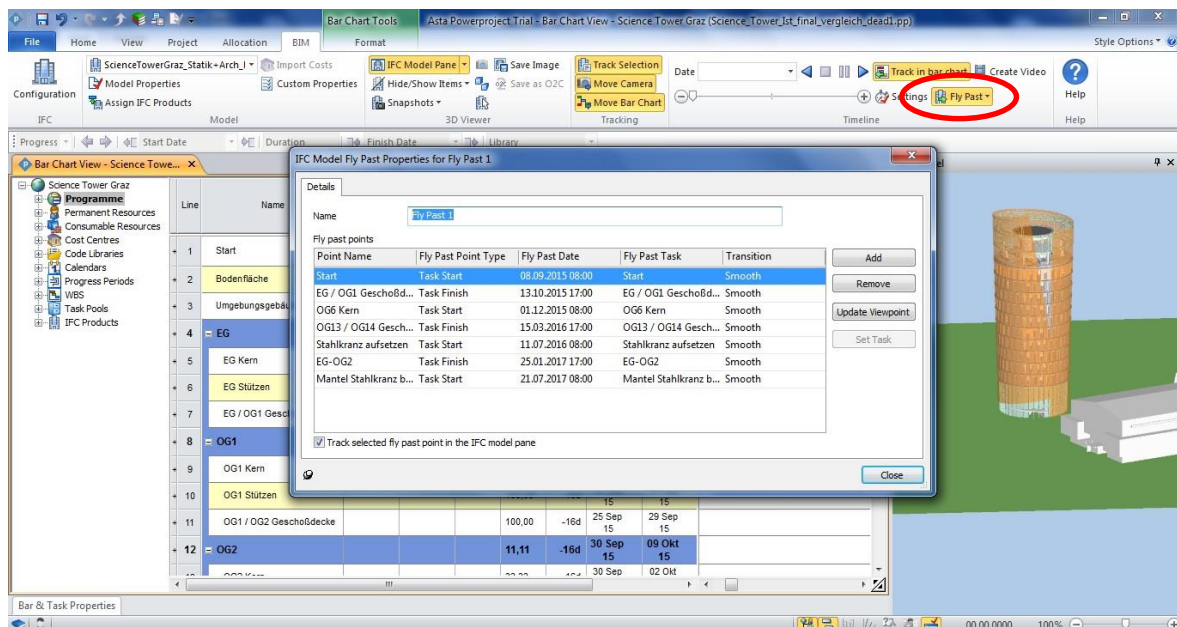 Bar Chart Tools Asta Powerproject Trial - Bar Chart View - Science Tower Graz (Science_Tower_Ist_final_vergleich_dead1.pp)
File Home View Project Allocation BIM Format Style Options
Configuration
IFC
ScienceTowerGraz_Statik+Arch_I
Model Properties
Assign IFC Products
Import Costs
Custom Properties
Model
IFC Model Pane
Hide/Show Items
Snapshots
Save Image
Save as O2C
3D Viewer
Track Selection
Move Camera
Move Bar Chart
Tracking
Date
Track in bar chart
Create Video
Settings
Fly Past
Timeline
Help
Help
Progress Start Date Duration Finish Date Library
Bar Chart View - Science Towe...
Science Tower Graz
Programme
Permanent Resources
Consumable Resources
Cost Centres
Code Libraries
Calendars
Progress Periods
WBS
Task Pools
IFC Products
Line Name
1 Start
2 Bodenfläche
3
4 EG
5 EG Kern
6 EG Stützen
7 EG / OG1
8 OG1
9 OG1 Kern
10 OG1 Stützen
15 15
11 OG1 / OG2 Geschoßdecke 100,00 -16d 25 Sep 15 29 Sep 15
12 OG2 11,11 -16d 30 Sep 15 09 Okt 15
30 Sep 02 Okt
IFC Model Fly Past Properties for Fly Past 1
Details
Name Fly Past 1
Fly past points
Point Name Fly Past Point Type Fly Past Date Fly Past Task Transition
Start Task Start 08.09.2015 08:00 Start Smooth
EG / OG1 Geschoßd... Task Finish 13.10.2015 17:00 EG / OG1 Geschoßd... Smooth
OG6 Kern Task Start 01.12.2015 08:00 OG6 Kern Smooth
OG13 / OG14 Gesch... Task Finish 15.03.2016 17:00 OG13 / OG14 Gesch... Smooth
Stahlkranz aufsetzen Task Start 11.07.2016 08:00 Stahlkranz aufsetzen Smooth
EG-OG2 Task Finish 25.01.2017 17:00 EG-OG2 Smooth
Mantel Stahlkranz b... Task Start 21.07.2017 08:00 Mantel Stahlkranz b... Smooth
Add
Remove
Update Viewpoint
Set Task
Track selected fly past point in the IFC model pane
Close
Bar & Task Properties
00.00.0000 100%